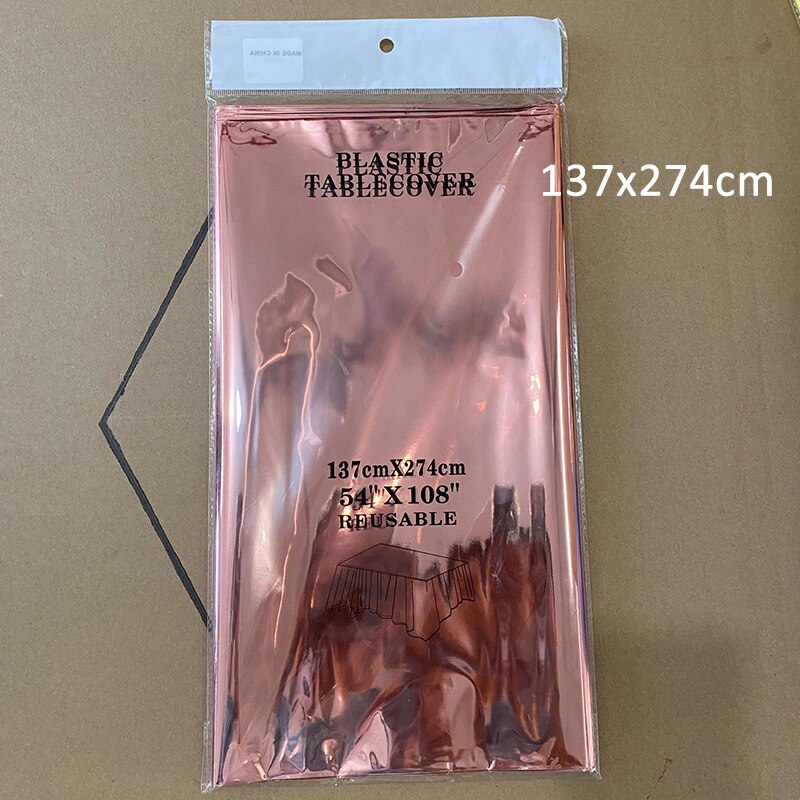 MADE IN CHINA
PLASTIC
TABLECOVER
137x274cm
137cmX274cm
54"X108"
REUSABLE